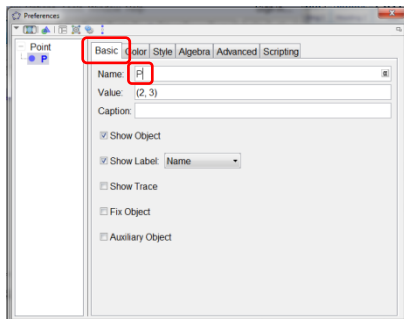 Preferences
Point
P
Basic Color Style Algebra Advanced Scripting
Name: P
Value: (2, 3)
Caption:
Show Object
Show Label: Name
Show Trace
Fix Object
Auxiliary Object